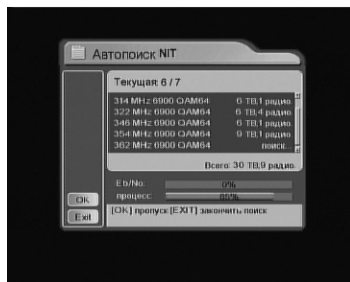 Автопоиск NIT
Текущая: 6 / 7
314 MHz 6900 QAM64 6 ТВ,1 радио
322 MHz 6900 QAM64 6 ТВ,4 радио
346 MHz 6900 QAM64 6 ТВ,1 радио
354 MHz 6900 QAM64 9 ТВ,1 радио
362 MHz 6900 QAM64 поиск...
Всего: 30 ТВ,9 радио
Eb/No: 0%
процесс: 85%
OK [OK] пропуск [EXIT] закончить поиск
Exit